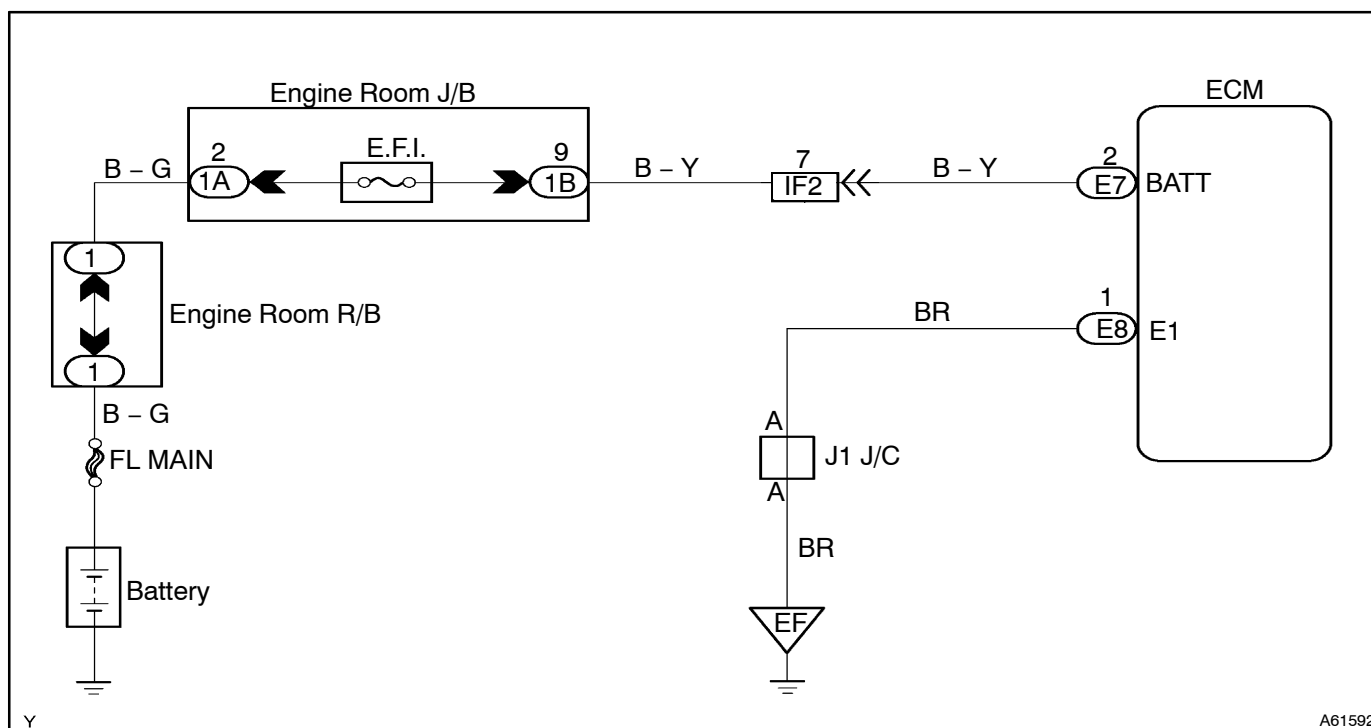 Engine Room J/B
ECM
E.F.I.
2
9
B – G
1A
1B
B – Y
7
IF2
B – Y
2
E7
BATT
1
Engine Room R/B
1
BR
1
E8
E1
B – G
FL MAIN
A
J1 J/C
A
BR
Battery
EF
Y
A61592